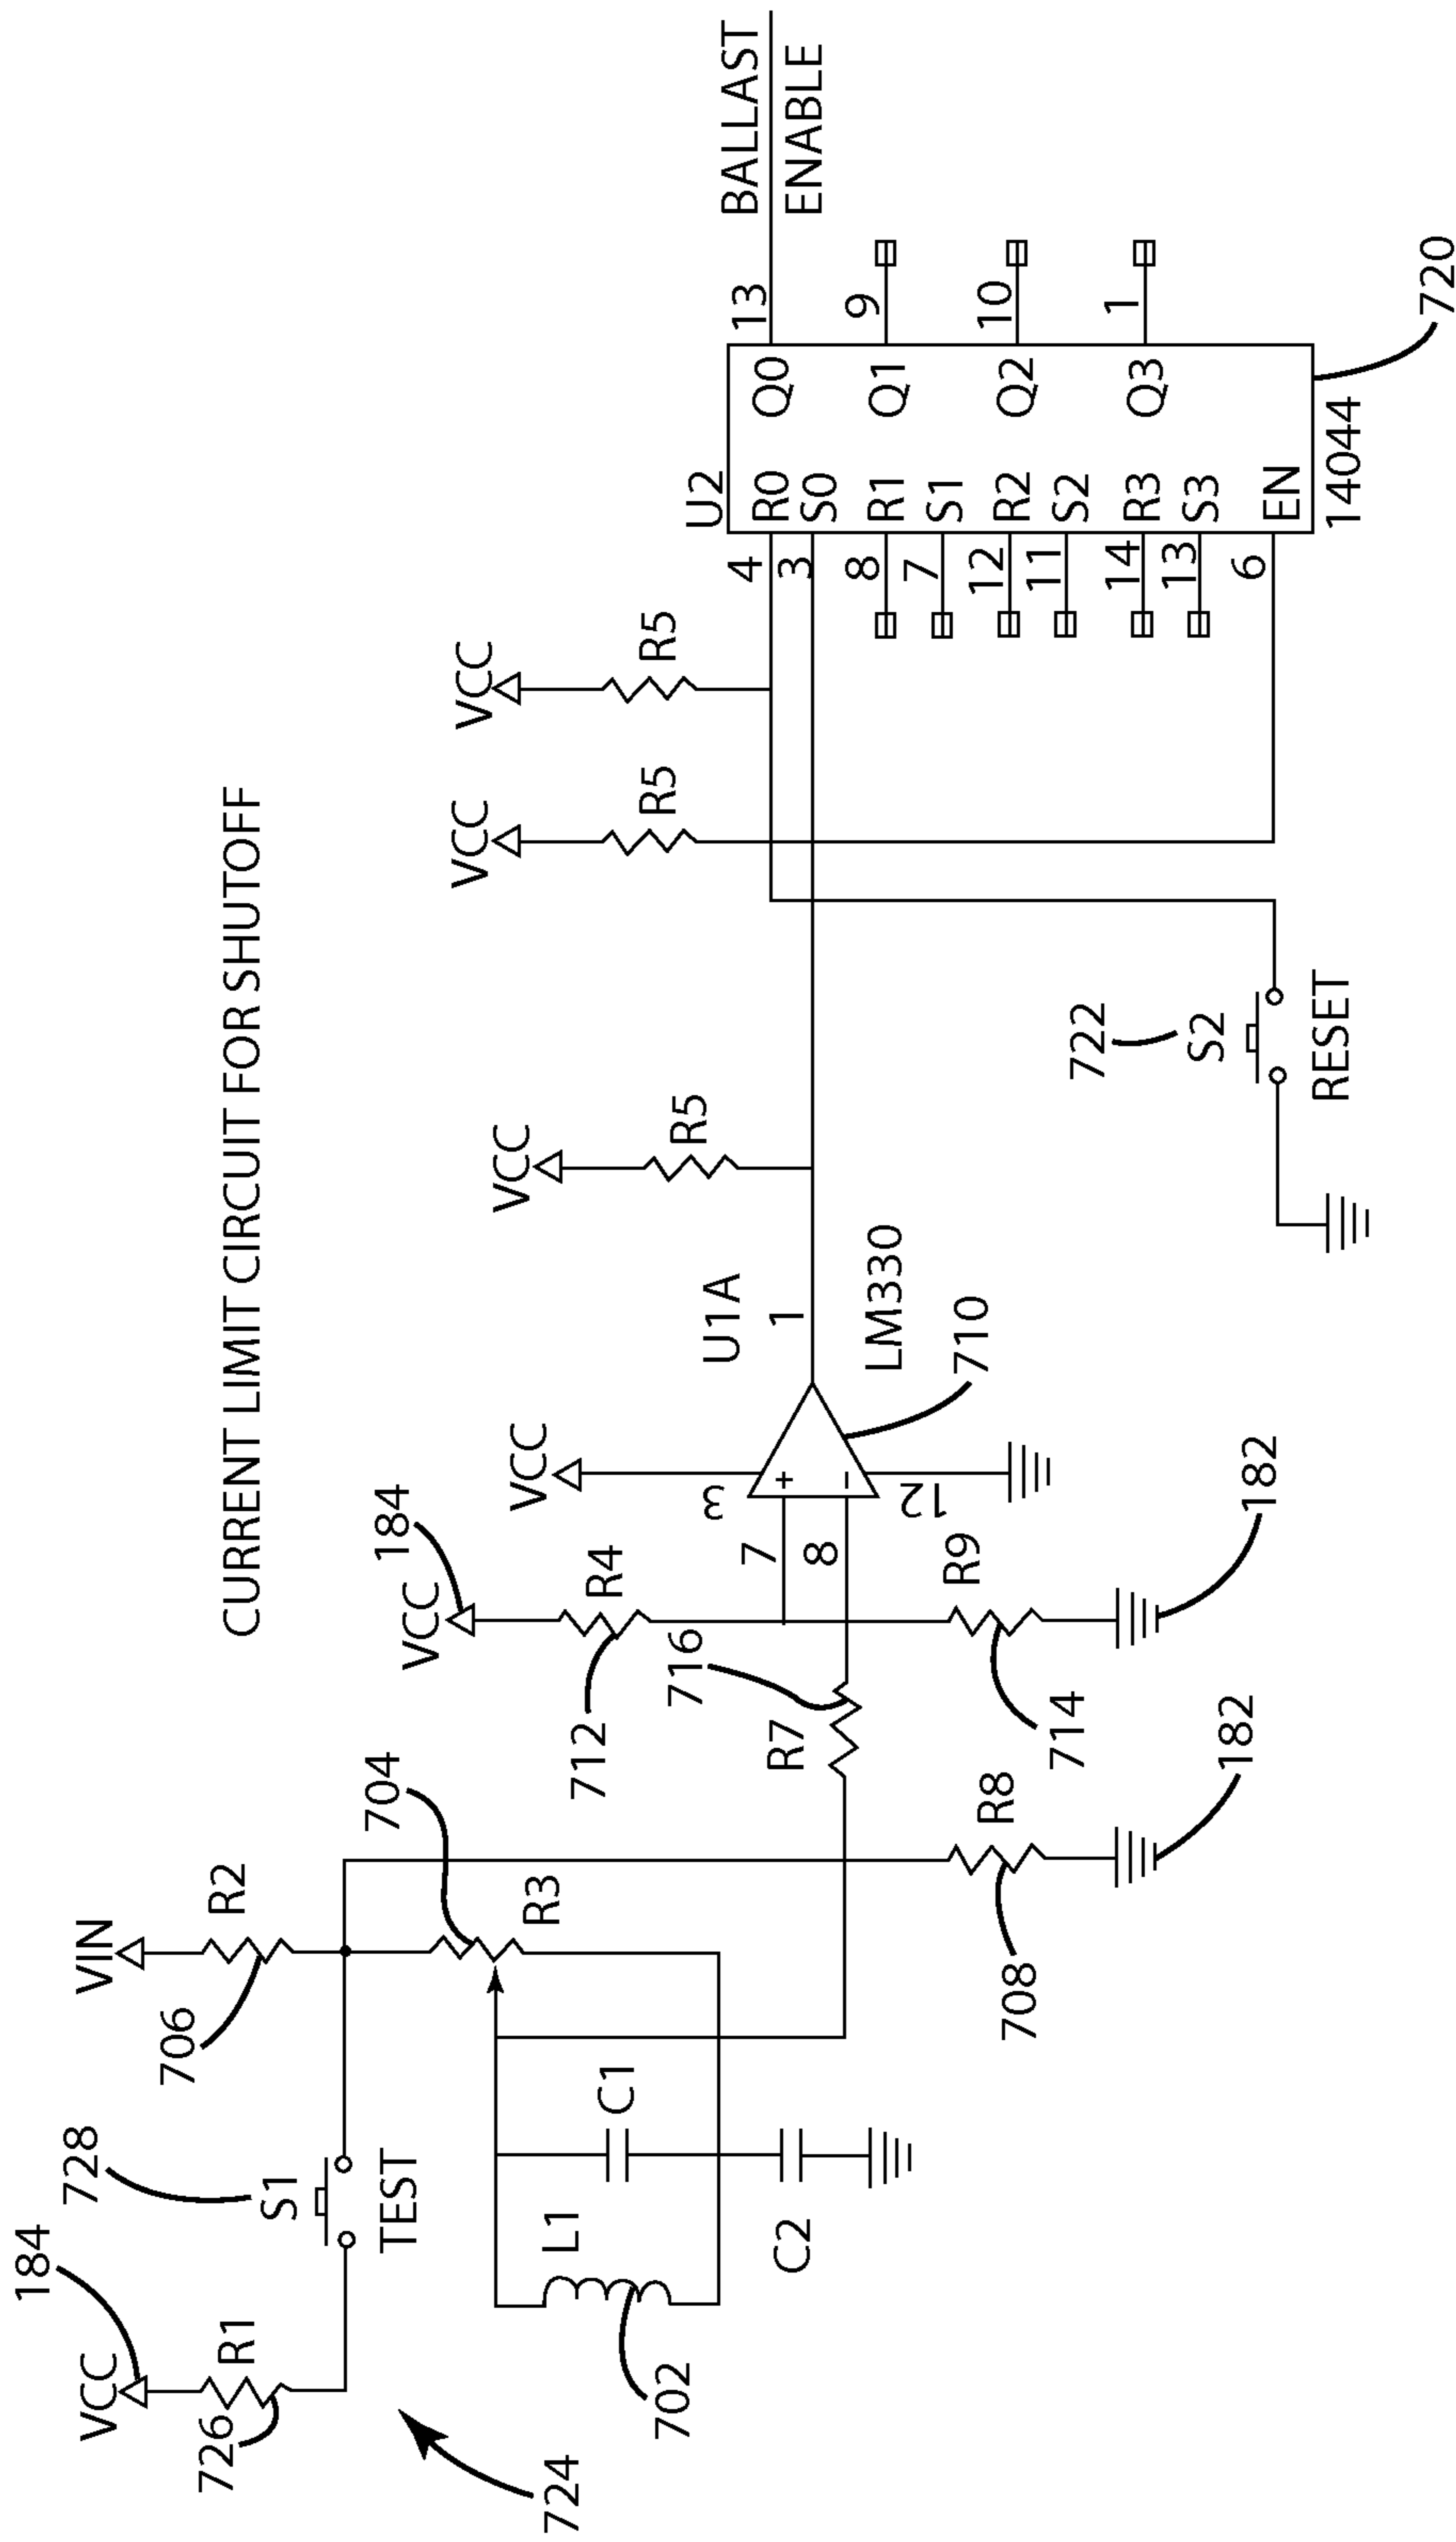 CURRENT LIMIT CIRCUIT FOR SHUTOFF
184
VCC
R1
726
724
728
S1
TEST
VIN
R2
706
704
R3
L1
702
C1
C2
R8
708
182
R7
716
184
VCC
R4
712
R9
714
182
VCC
3
7
8
+
-
12
U1A
1
LM330
710
VCC
R5
VCC
R5
VCC
R5
722
S2
RESET
U2
4
R0
3
S0
8
R1
7
S1
12
R2
11
S2
14
R3
13
S3
6
EN
Q0
13
Q1
9
Q2
10
Q3
1
14044
720
BALLAST
ENABLE